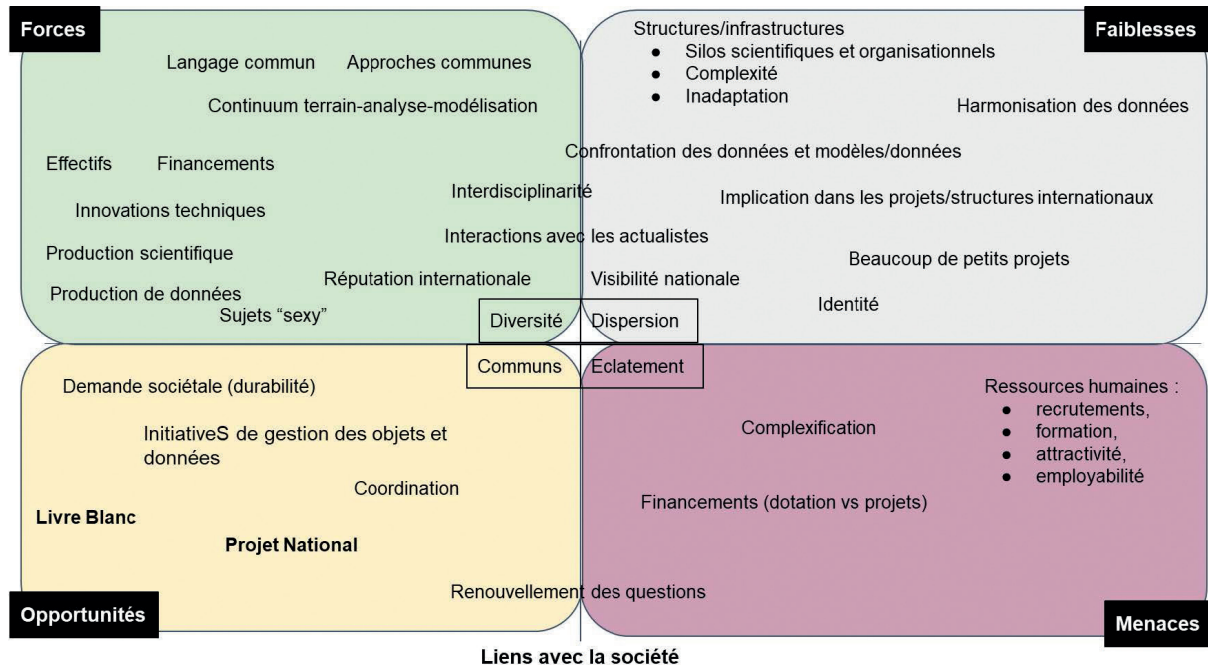 Forces
Langage commun
Approches communes
Continuum terrain-analyse-modélisation
Effectifs
Financements
Interdisciplinarité
Innovations techniques
Interactions avec les actualistes
Production scientifique
Réputation internationale
Production de données
Sujets “sexy”
Diversité
Faiblesses
Structures/infrastructures
● Silos scientifiques et organisationnels
● Complexité
● Inadaptation
Harmonisation des données
Confrontation des données et modèles/données
Implication dans les projets/structures internationaux
Beaucoup de petits projets
Visibilité nationale
Identité
Dispersion
Communs
Demande sociétale (durabilité)
InitiativeS de gestion des objets et
données
Coordination
Livre Blanc
Projet National
Renouvellement des questions
Opportunités
Eclatement
Ressources humaines :
● recrutements,
● formation,
● attractivité,
● employabilité
Complexification
Financements (dotation vs projets)
Menaces
Liens avec la société